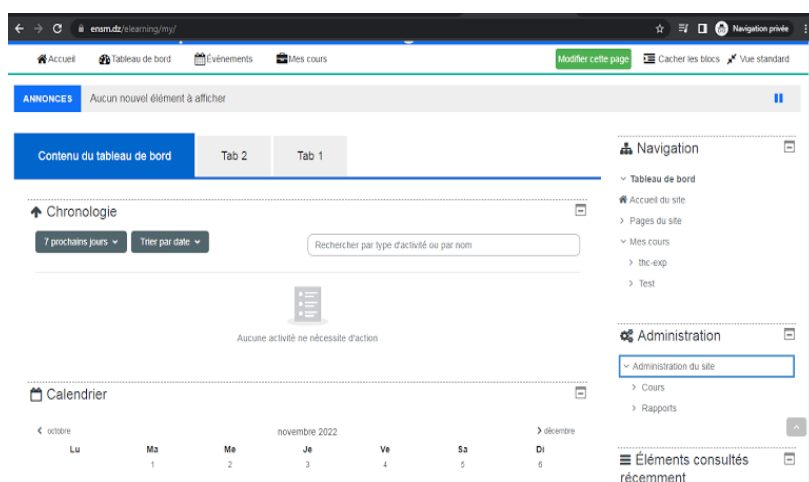 ensm.dz/elearning/my/
Navigation privée
Accueil
Tableau de bord
Événements
Mes cours
Modifier cette page
Cacher les blocs
Vue standard
ANNONCES
Aucun nouvel élément à afficher
Contenu du tableau de bord
Tab 2
Tab 1
Chronologie
7 prochains jours
Trier par date
Rechercher par type d'activité ou par nom
Aucune activité ne nécessite d'action
Calendrier
octobre
novembre 2022
décembre
Lu Ma Me Je Ve Sa Di
1 2 3 4 5 6
Navigation
Tableau de bord
Accueil du site
Pages du site
Mes cours
thc-exp
Test
Administration
Administration du site
Cours
Rapports
Éléments consultés
récemment